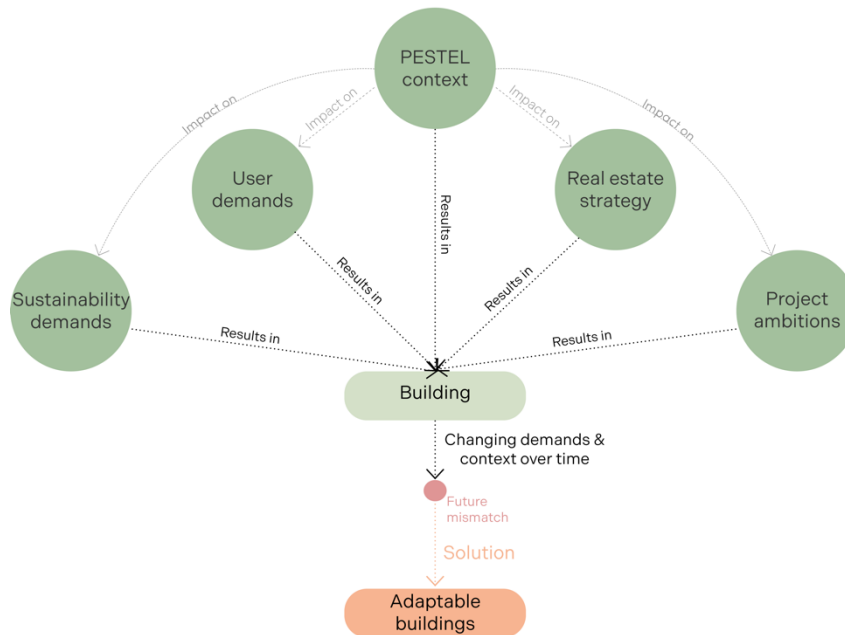 PESTEL
context
Impact on
Impact on
Impact on
Impact on
User
demands
Real estate
strategy
Results in
Sustainability
demands
Results in
Results in
Project
ambitions
Results in
Results in
Building
Changing demands &
context over time
Future
mismatch
Solution
Adaptable
buildings